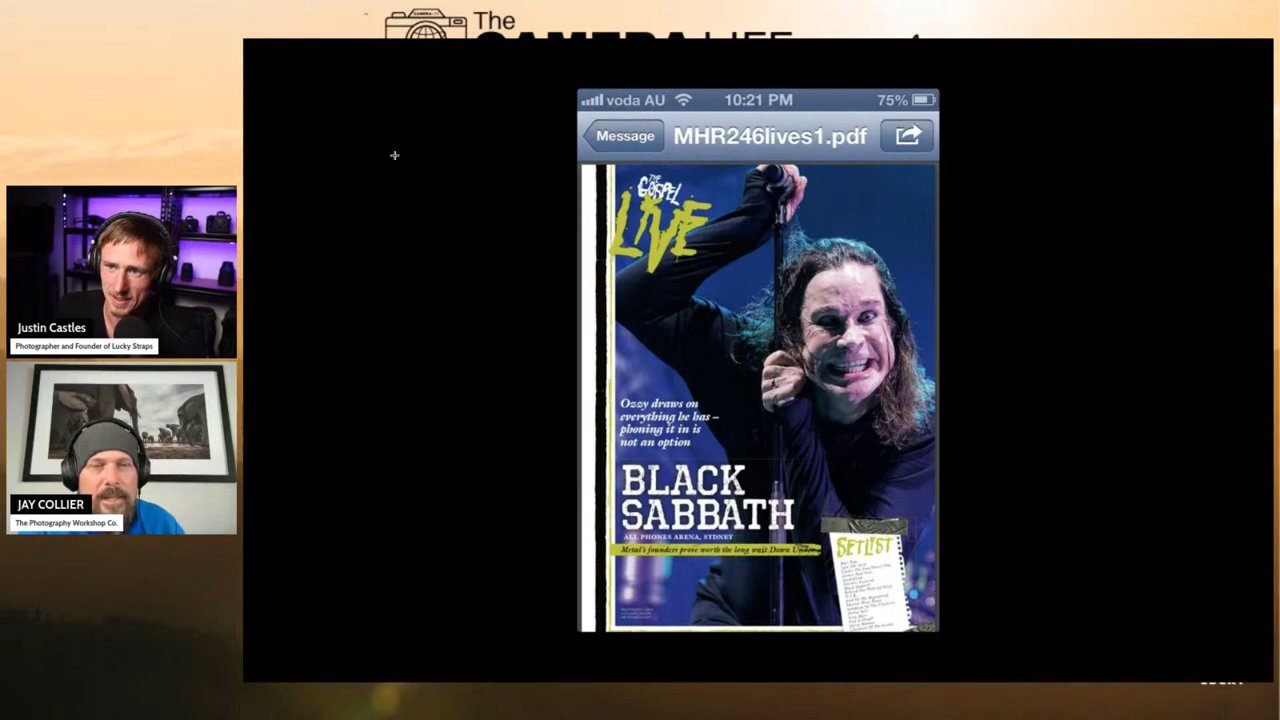 The
CAMERA LIFE
voda AU 10:21 PM 75%
Message MHR246lives1.pdf
THE
GOSPEL
LIVE
Ozzy draws on
everything he has –
phoning it in is
not an option
BLACK
SABBATH
ALL PHONES ARENA, SYDNEY
Metal's founders prove worth the long wait Down Under
SETLIST
Justin Castles
Photographer and Founder of Lucky Straps
JAY COLLIER
The Photography Workshop Co.